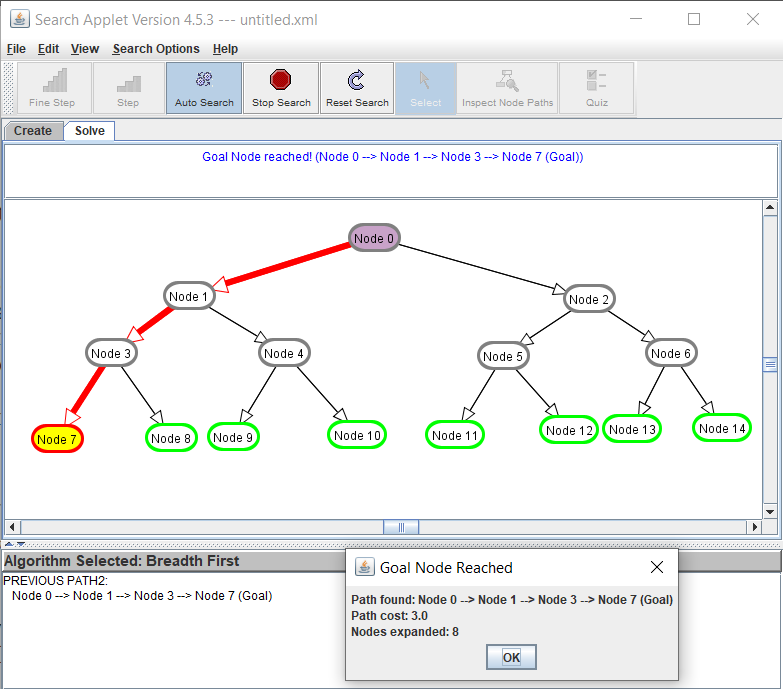 Search Applet Version 4.5.3 --- untitled.xml
File Edit View Search Options Help
Fine Step Step Auto Search Stop Search Reset Search Select Inspect Node Paths Quiz
Create Solve
Goal Node reached! (Node 0 --> Node 1 --> Node 3 --> Node 7 (Goal))
Node 0
Node 1 Node 2
Node 3 Node 4 Node 5 Node 6
Node 7 Node 8 Node 9 Node 10 Node 11 Node 12 Node 13 Node 14
Algorithm Selected: Breadth First
PREVIOUS PATH2:
Node 0 --> Node 1 --> Node 3 --> Node 7 (Goal)
Goal Node Reached
Path found: Node 0 --> Node 1 --> Node 3 --> Node 7 (Goal)
Path cost: 3.0
Nodes expanded: 8
OK